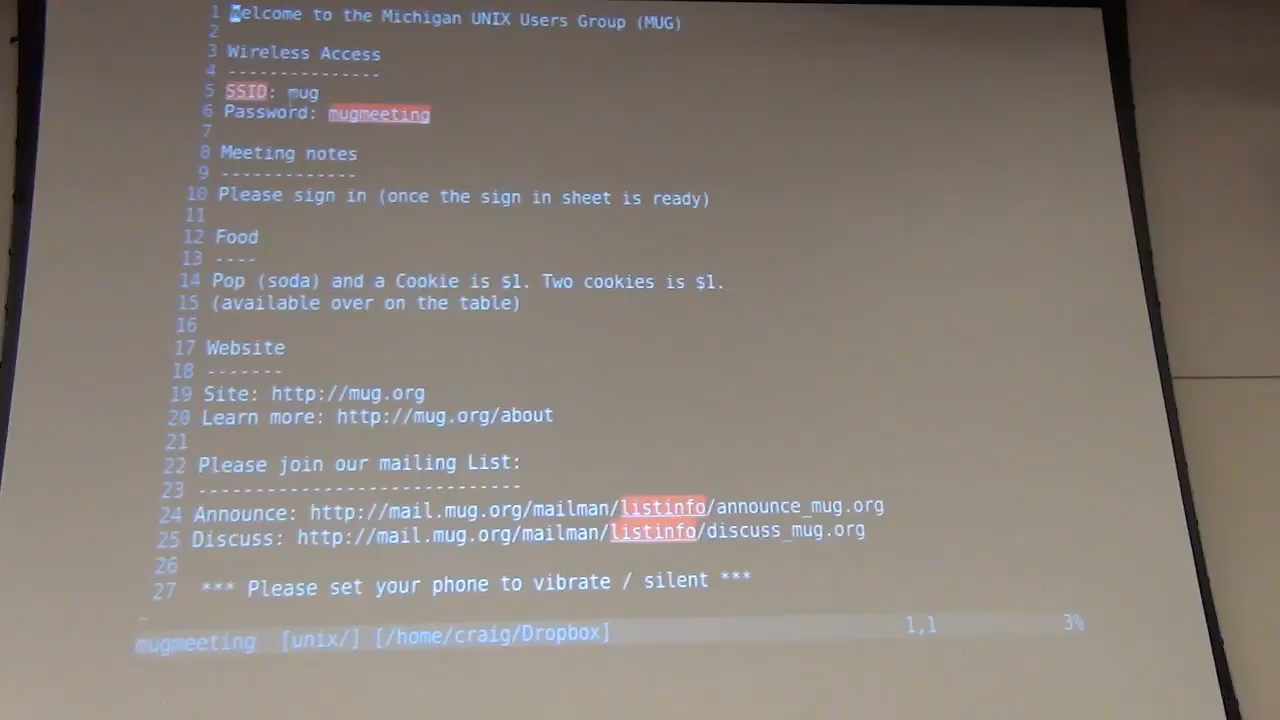 1 Welcome to the Michigan UNIX Users Group (MUG)
2
3 Wireless Access
4 ---------------
5 SSID: mug
6 Password: mugmeeting
7
8 Meeting notes
9 -------------
10 Please sign in (once the sign in sheet is ready)
11
12 Food
13 ----
14 Pop (soda) and a Cookie is $1. Two cookies is $1.
15 (available over on the table)
16
17 Website
18 -------
19 Site: http://mug.org
20 Learn more: http://mug.org/about
21
22 Please join our mailing List:
23 -------------------------
24 Announce: http://mail.mug.org/mailman/listinfo/announce_mug.org
25 Discuss: http://mail.mug.org/mailman/listinfo/discuss_mug.org
26
27 *** Please set your phone to vibrate / silent ***
~
mugmeeting [unix/] [/home/craig/Dropbox] 1,1 3%